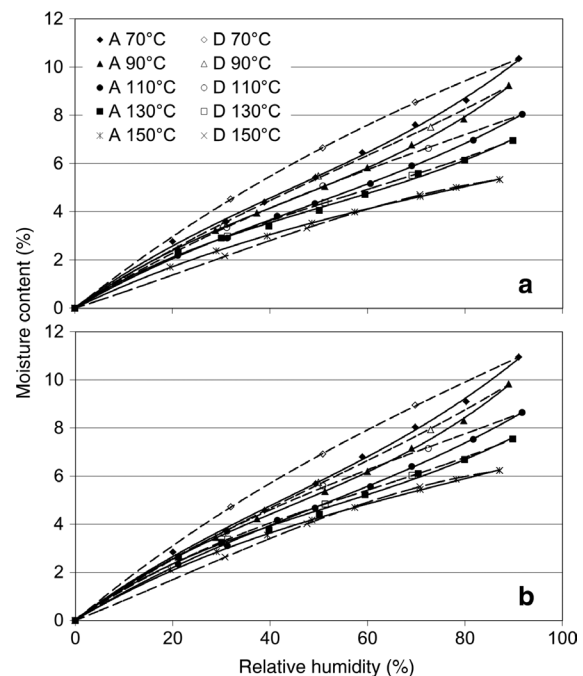 12
10
8
6
4
2
0
A 70°C D 70°C
A 90°C D 90°C
A 110°C D 110°C
A 130°C D 130°C
A 150°C D 150°C
a
Moisture content (%)
12
10
8
6
4
2
0
b
0 20 40 60 80 100
Relative humidity (%)